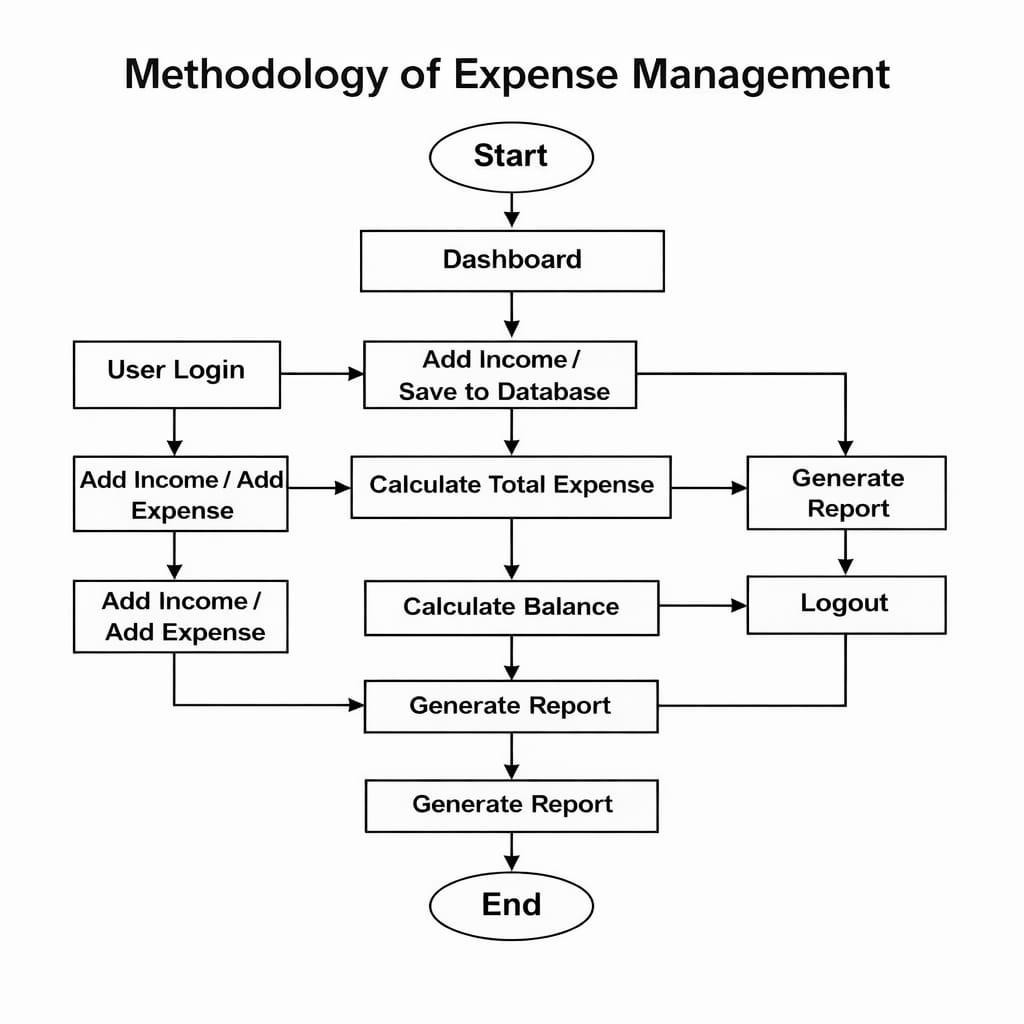 Methodology of Expense Management
Start
Dashboard
User Login
Add Income /
Save to Database
Add Income / Add
Expense
Calculate Total Expense
Generate
Report
Add Income /
Add Expense
Calculate Balance
Logout
Generate Report
Generate Report
End